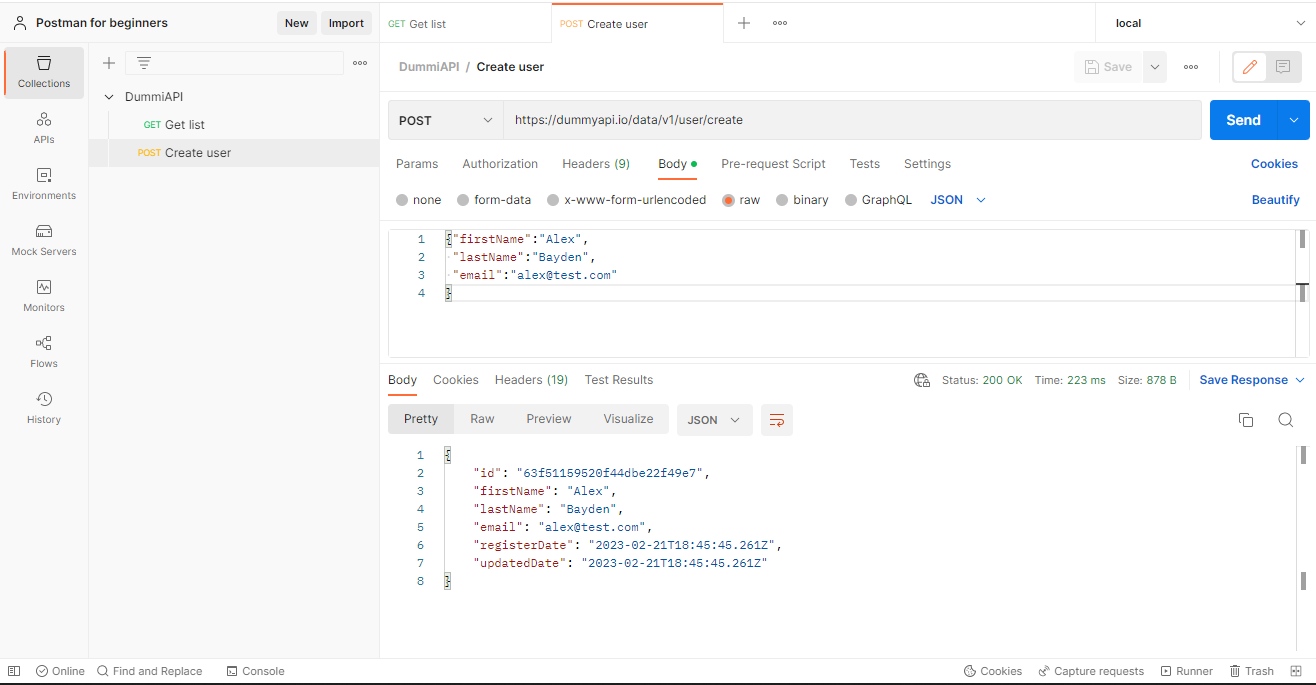 Postman for beginners New Import
GET Get list POST Create user local
Collections
APIs
Environments
Mock Servers
Monitors
Flows
History
DummiAPI
GET Get list
POST Create user
DummiAPI / Create user Save
POST https://dummyapi.io/data/v1/user/create Send
Params Authorization Headers (9) Body Pre-request Script Tests Settings Cookies
none form-data x-www-form-urlencoded raw binary GraphQL JSON Beautify
1 {"firstName":"Alex",
2 "lastName":"Bayden",
3 "email":"alex@test.com"
4 }
Body Cookies Headers (19) Test Results Status: 200 OK Time: 223 ms Size: 878 B Save Response
Pretty Raw Preview Visualize JSON
1 {
2 "id": "63f51159520f44dbe22f49e7",
3 "firstName": "Alex",
4 "lastName": "Bayden",
5 "email": "alex@test.com",
6 "registerDate": "2023-02-21T18:45:45.261Z",
7 "updatedDate": "2023-02-21T18:45:45.261Z"
8 }
Online Find and Replace Console Cookies Capture requests Runner Trash